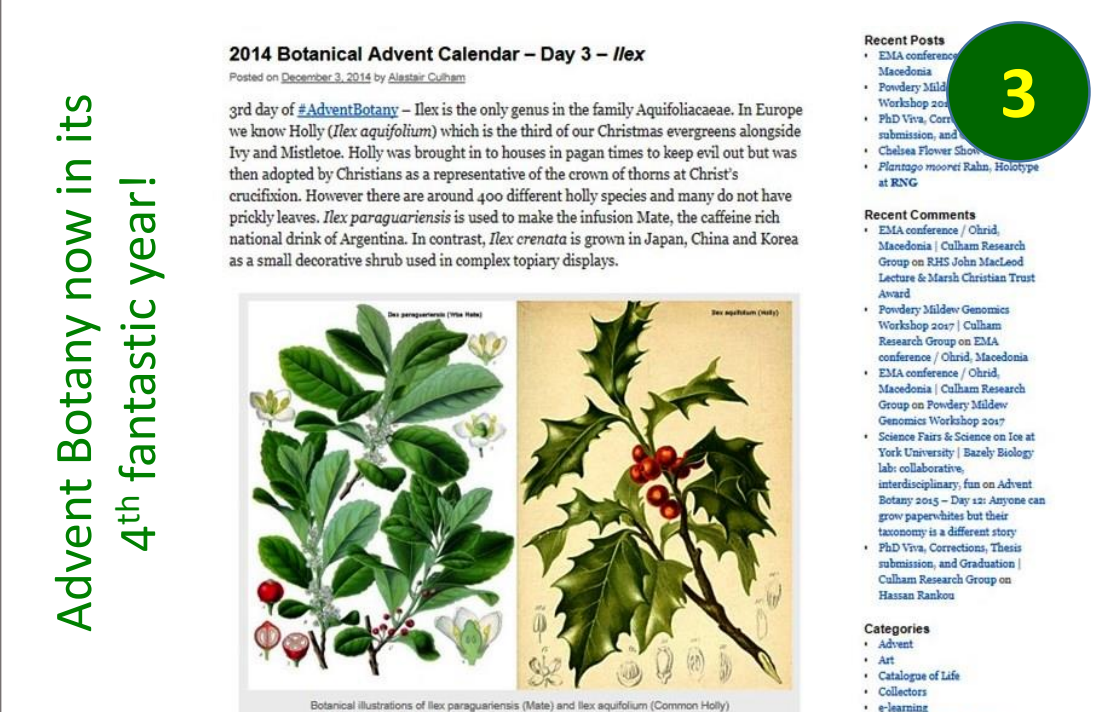 Advent Botany now in its
4th fantastic year!
2014 Botanical Advent Calendar – Day 3 – Ilex
Posted on December 3, 2014 by Alastair Culham
3rd day of #AdventBotany – Ilex is the only genus in the family Aquifoliacaeae. In Europe
we know Holly (Ilex aquifolium) which is the third of our Christmas evergreens alongside
Ivy and Mistletoe. Holly was brought in to houses in pagan times to keep evil out but was
then adopted by Christians as a representative of the crown of thorns at Christ's
crucifixion. However there are around 400 different holly species and many do not have
prickly leaves. Ilex paraguariensis is used to make the infusion Mate, the caffeine rich
national drink of Argentina. In contrast, Ilex crenata is grown in Japan, China and Korea
as a small decorative shrub used in complex topiary displays.
Ilex paraguariensis (Yerba Mate)
Ilex aquifolium (Holly)
Botanical illustrations of Ilex paraguariensis (Mate) and Ilex aquifolium (Common Holly)
3
Recent Posts
EMA conference
Macedonia
Powdery
Workshop
PhD Viva,
submission, and
Chelsea Flower
Plantago moorei Rahn, Holotype
at RNG
Recent Comments
EMA conference / Ohrid,
Macedonia | Culham Research
Group on RHS John MacLeod
Lecture & Marsh Christian Trust
Award
Powdery Mildew Genomics
Workshop 2017 | Culham
Research Group on EMA
conference / Ohrid, Macedonia
EMA conference / Ohrid,
Macedonia | Culham Research
Group on Powdery Mildew
Genomics Workshop 2017
Science Fairs & Science on Ice at
York University | Bazely Biology
lab: collaborative,
interdisciplinary, fun on Advent
Botany 2015 – Day 12: Anyone can
grow paperwhites but their
taxonomy is a different story
PhD Viva, Corrections, Thesis
submission, and Graduation |
Culham Research Group on
Hassan Rankou
Categories
Advent
Art
Catalogue of Life
Collectors
e-learning